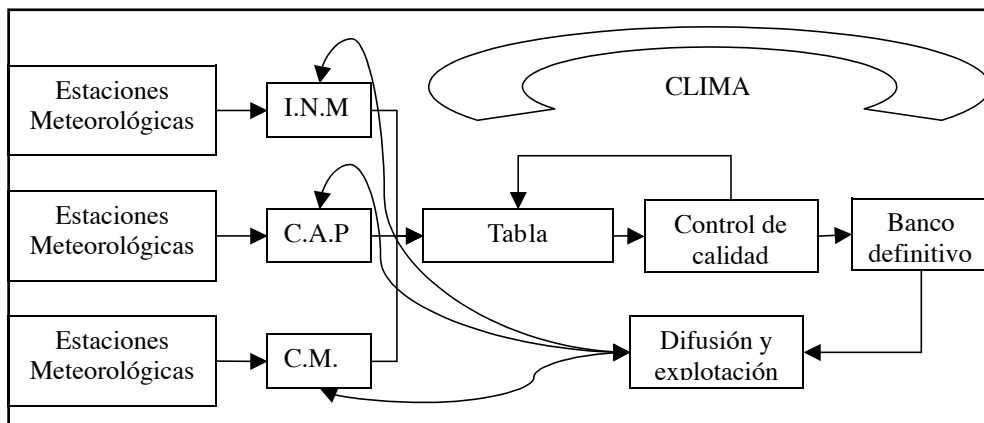 Estaciones
Meteorológicas
I.N.M
CLIMA
Estaciones
Meteorológicas
C.A.P
Tabla
Control de
calidad
Banco
definitivo
Estaciones
Meteorológicas
C.M.
Difusión y
explotación